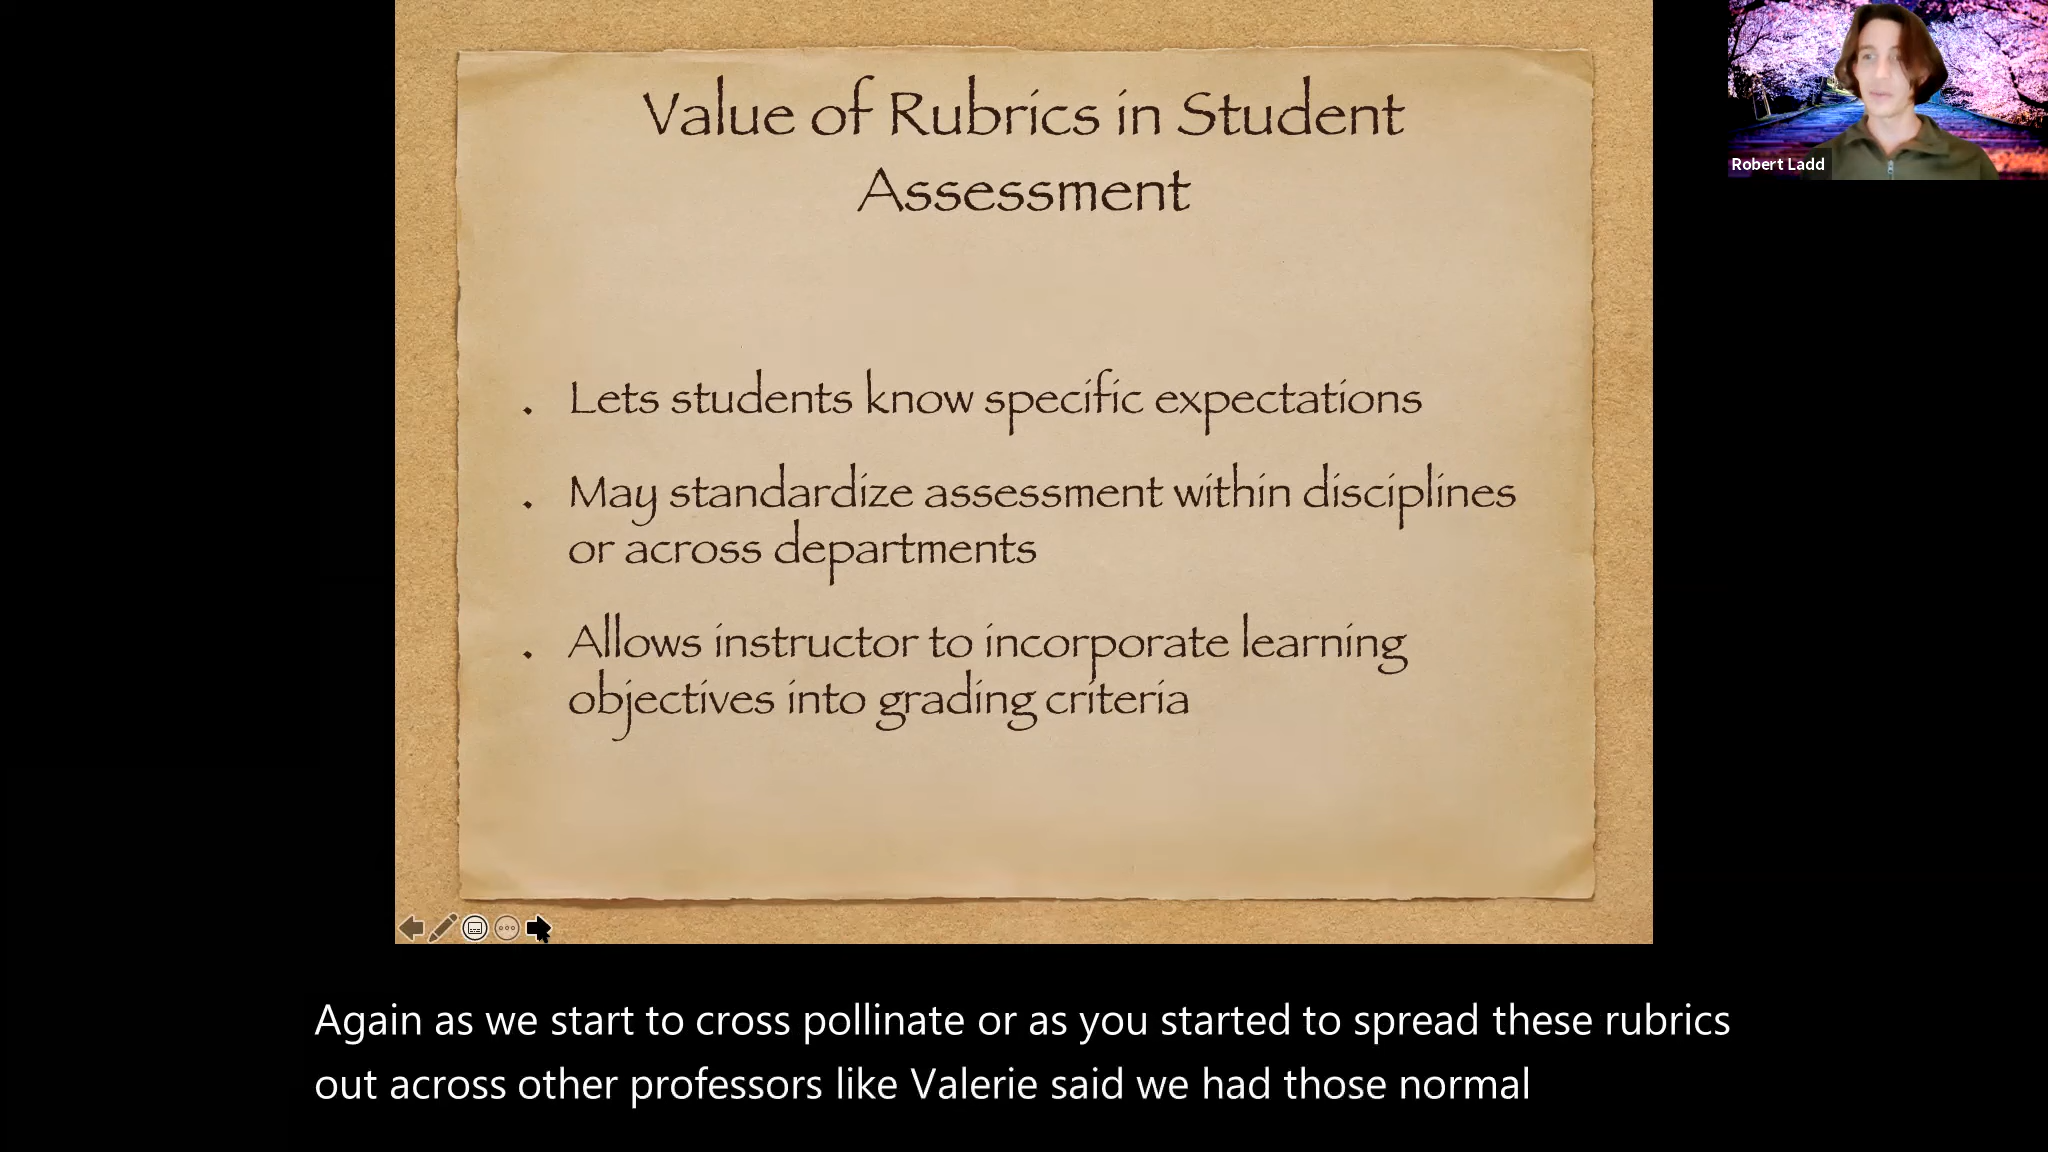 Value of Rubrics in Student
Assessment
Robert Ladd
. Lets students know specific expectations
. May standardize assessment within disciplines
or across departments
. Allows instructor to incorporate learning
objectives into grading criteria
Again as we start to cross pollinate or as you started to spread these rubrics
out across other professors like Valerie said we had those normal